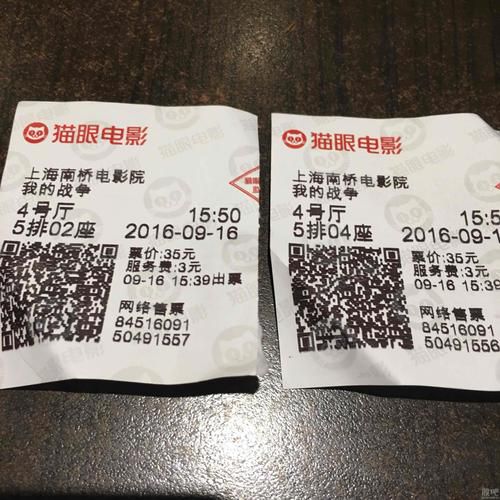 猫眼电影
上海南桥电影院
我的战争
4号厅 15:50
5排02座 2016-09-16
票价:35元
服务费:3元
09-16 15:39出票
网络售票
84516091
50491557
猫眼电影
上海南桥电影院
我的战争
4号厅 15:5
5排04座 2016-09-1
票价:35元
服务费:3元
09-16 15:39
网络售票
84516091
50491556